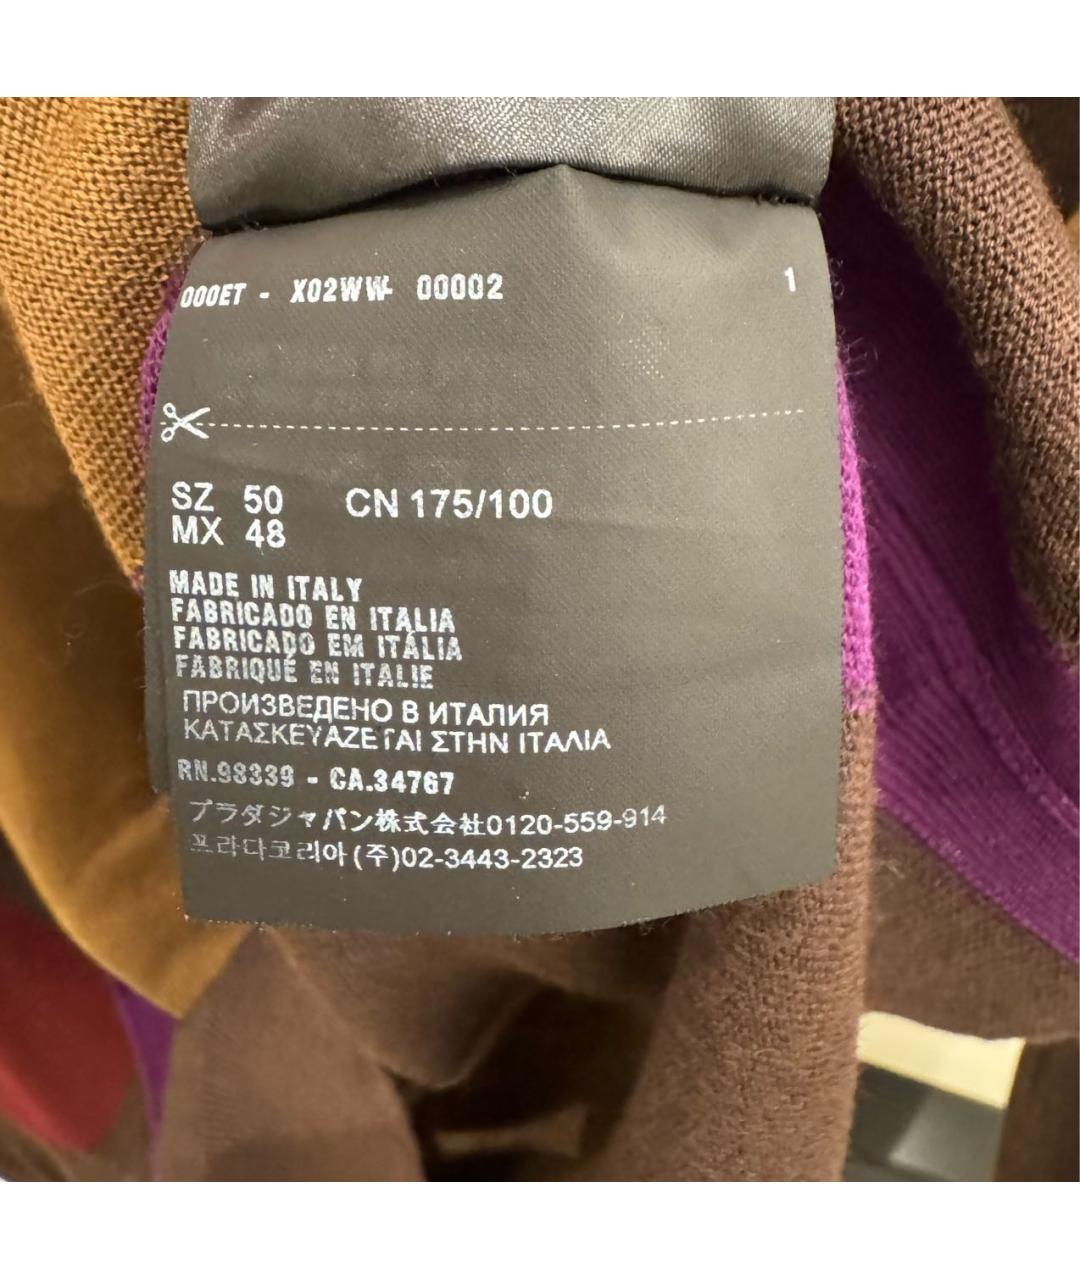 000ET - X02WW- 00002 1
SZ 50 CN 175/100
MX 48
MADE IN ITALY
FABRICADO EN ITALIA
FABRICADO EM ITÁLIA
FABRIQUÉ EN ITALIE
ПРОИЗВЕДЕНО В ИТАЛИЯ
ΚΑΤΑΣΚΕΥΑΖΕΤΑΙ ΣΤΗΝ ΙΤΑΛΙΑ
RN.98339 - CA.34767
プラダジャパン株式会社0120-559-914
프라다코리아(주)02-3443-2323